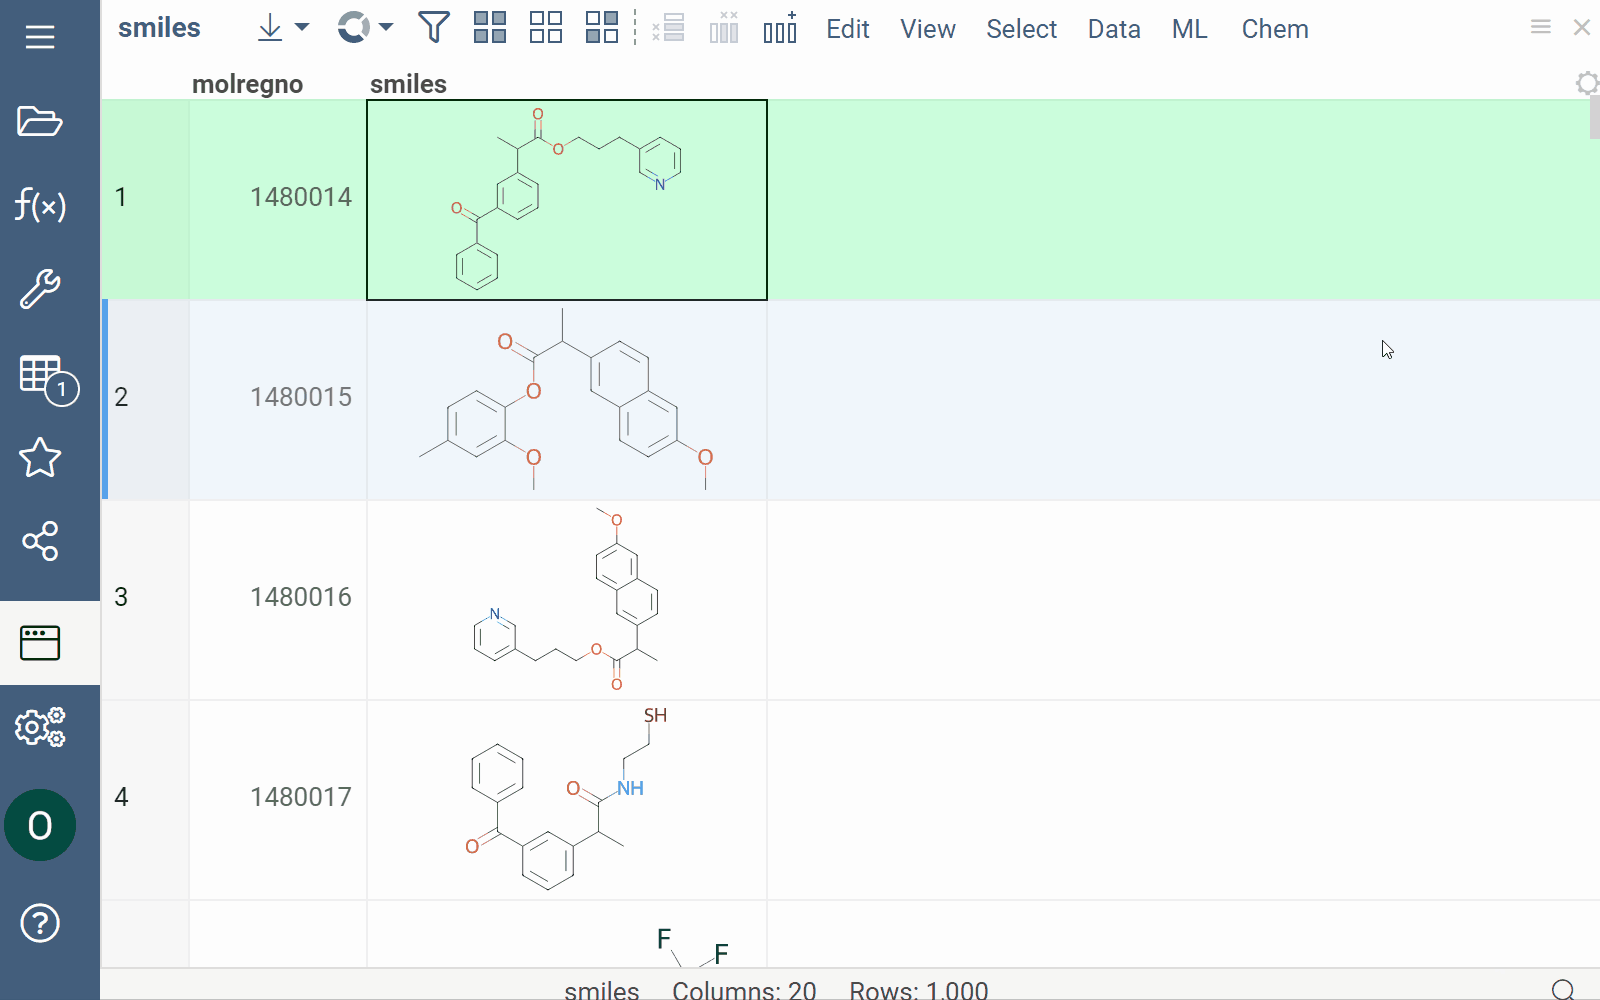 smiles Edit View Select Data ML Chem
molregno smiles
f(x)
1
O
?
1 1480014
O
O
N
O
2 1480015
O
O
O
O
3 1480016
O
N
O
O
4 1480017
SH
O NH
O
F
F
smiles Columns: 20 Rows: 1,000